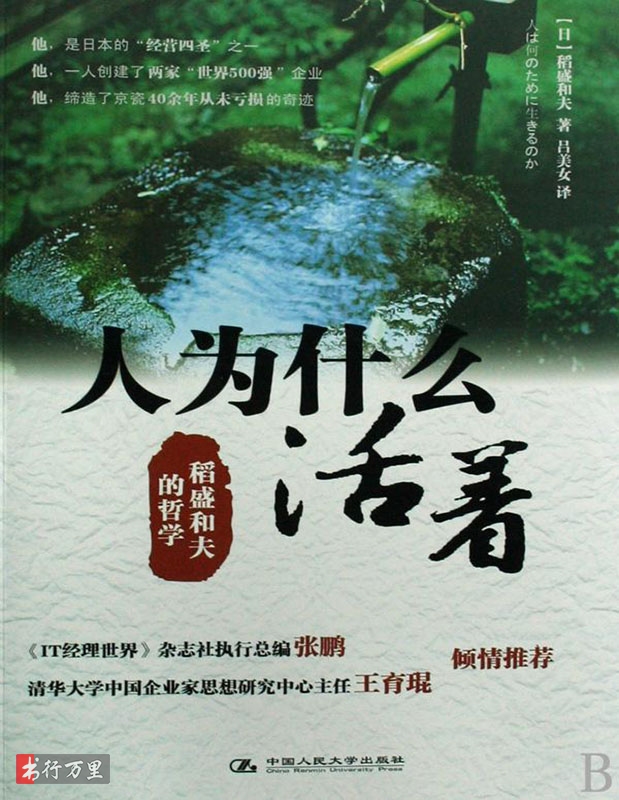 他，是日本的“经营四圣”之一
他，一人创建了两家“世界500强”企业
他，缔造了京瓷40余年从未亏损的奇迹
【日】稻盛和夫 著 吕美女 译
人は何のために生きるのか
人为什么
活着
稻盛和夫
的哲学
《IT经理世界》杂志社执行总编 张鹏
清华大学中国企业家思想研究中心主任 王育琨
倾情推荐
中国人民大学出版社
China Renmin University Press
书行万里
B